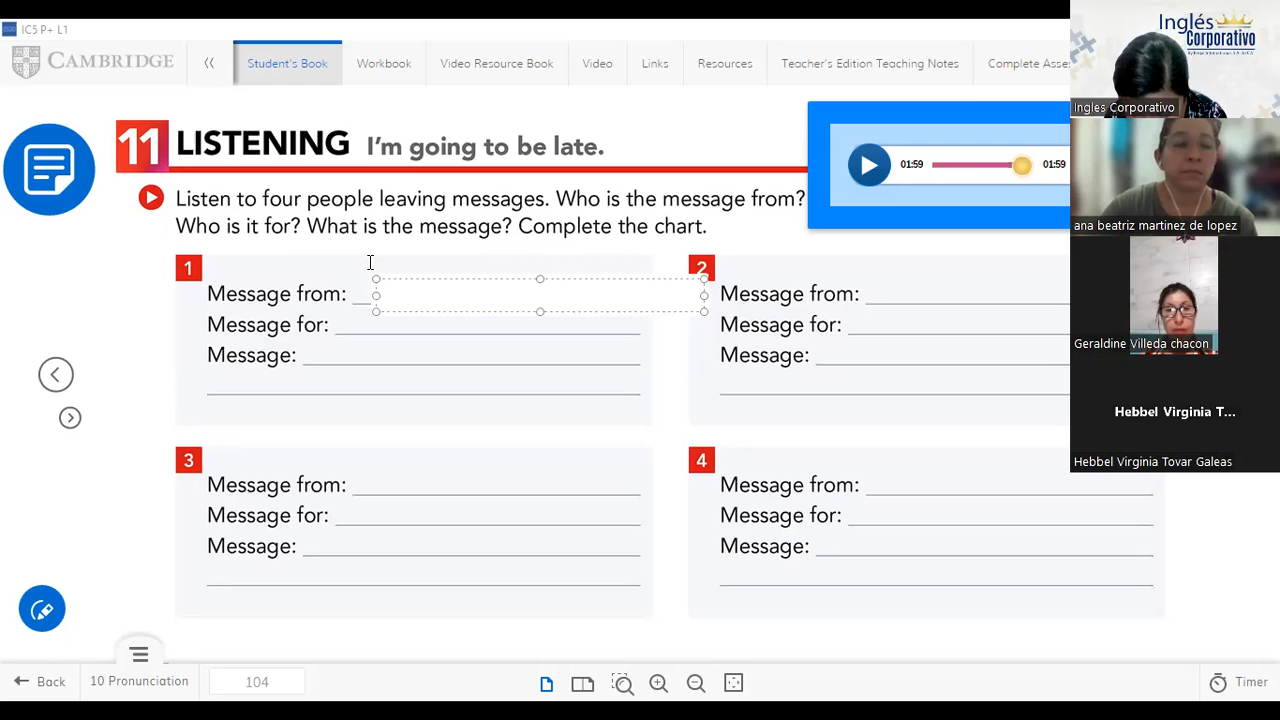 IC5 P+ L1
CAMBRIDGE
Student's Book
Workbook
Video Resource Book
Video
Links
Resources
Teacher's Edition Teaching Notes
Complete Asses
11 LISTENING I'm going to be late.
01:59
01:59
Listen to four people leaving messages. Who is the message from?
Who is it for? What is the message? Complete the chart.
1
Message from:
Message for:
Message:
2
Message from:
Message for:
Message:
3
Message from:
Message for:
Message:
4
Message from:
Message for:
Message:
Back
10 Pronunciation
104
Timer
Inglés
Corporativo
Ingles Corporativo
ana beatriz martinez de lopez
Geraldine Villeda chacon
Hebbel Virginia T...
Hebbel Virginia Tovar Galeas